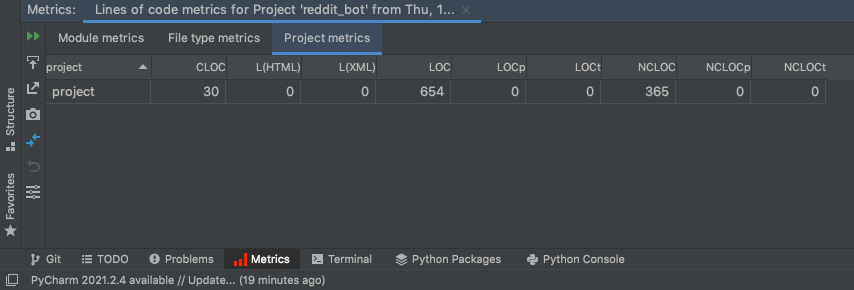 Metrics: Lines of code metrics for Project 'reddit_bot' from Thu, 1...
Module metrics File type metrics Project metrics
project CLOC L(HTML) L(XML) LOC LOCp LOCt NCLOC NCLOCp NCLOCt
project 30 0 0 654 0 0 365 0 0
Structure
Favorites
Git TODO Problems Metrics Terminal Python Packages Python Console
PyCharm 2021.2.4 available // Update... (19 minutes ago)